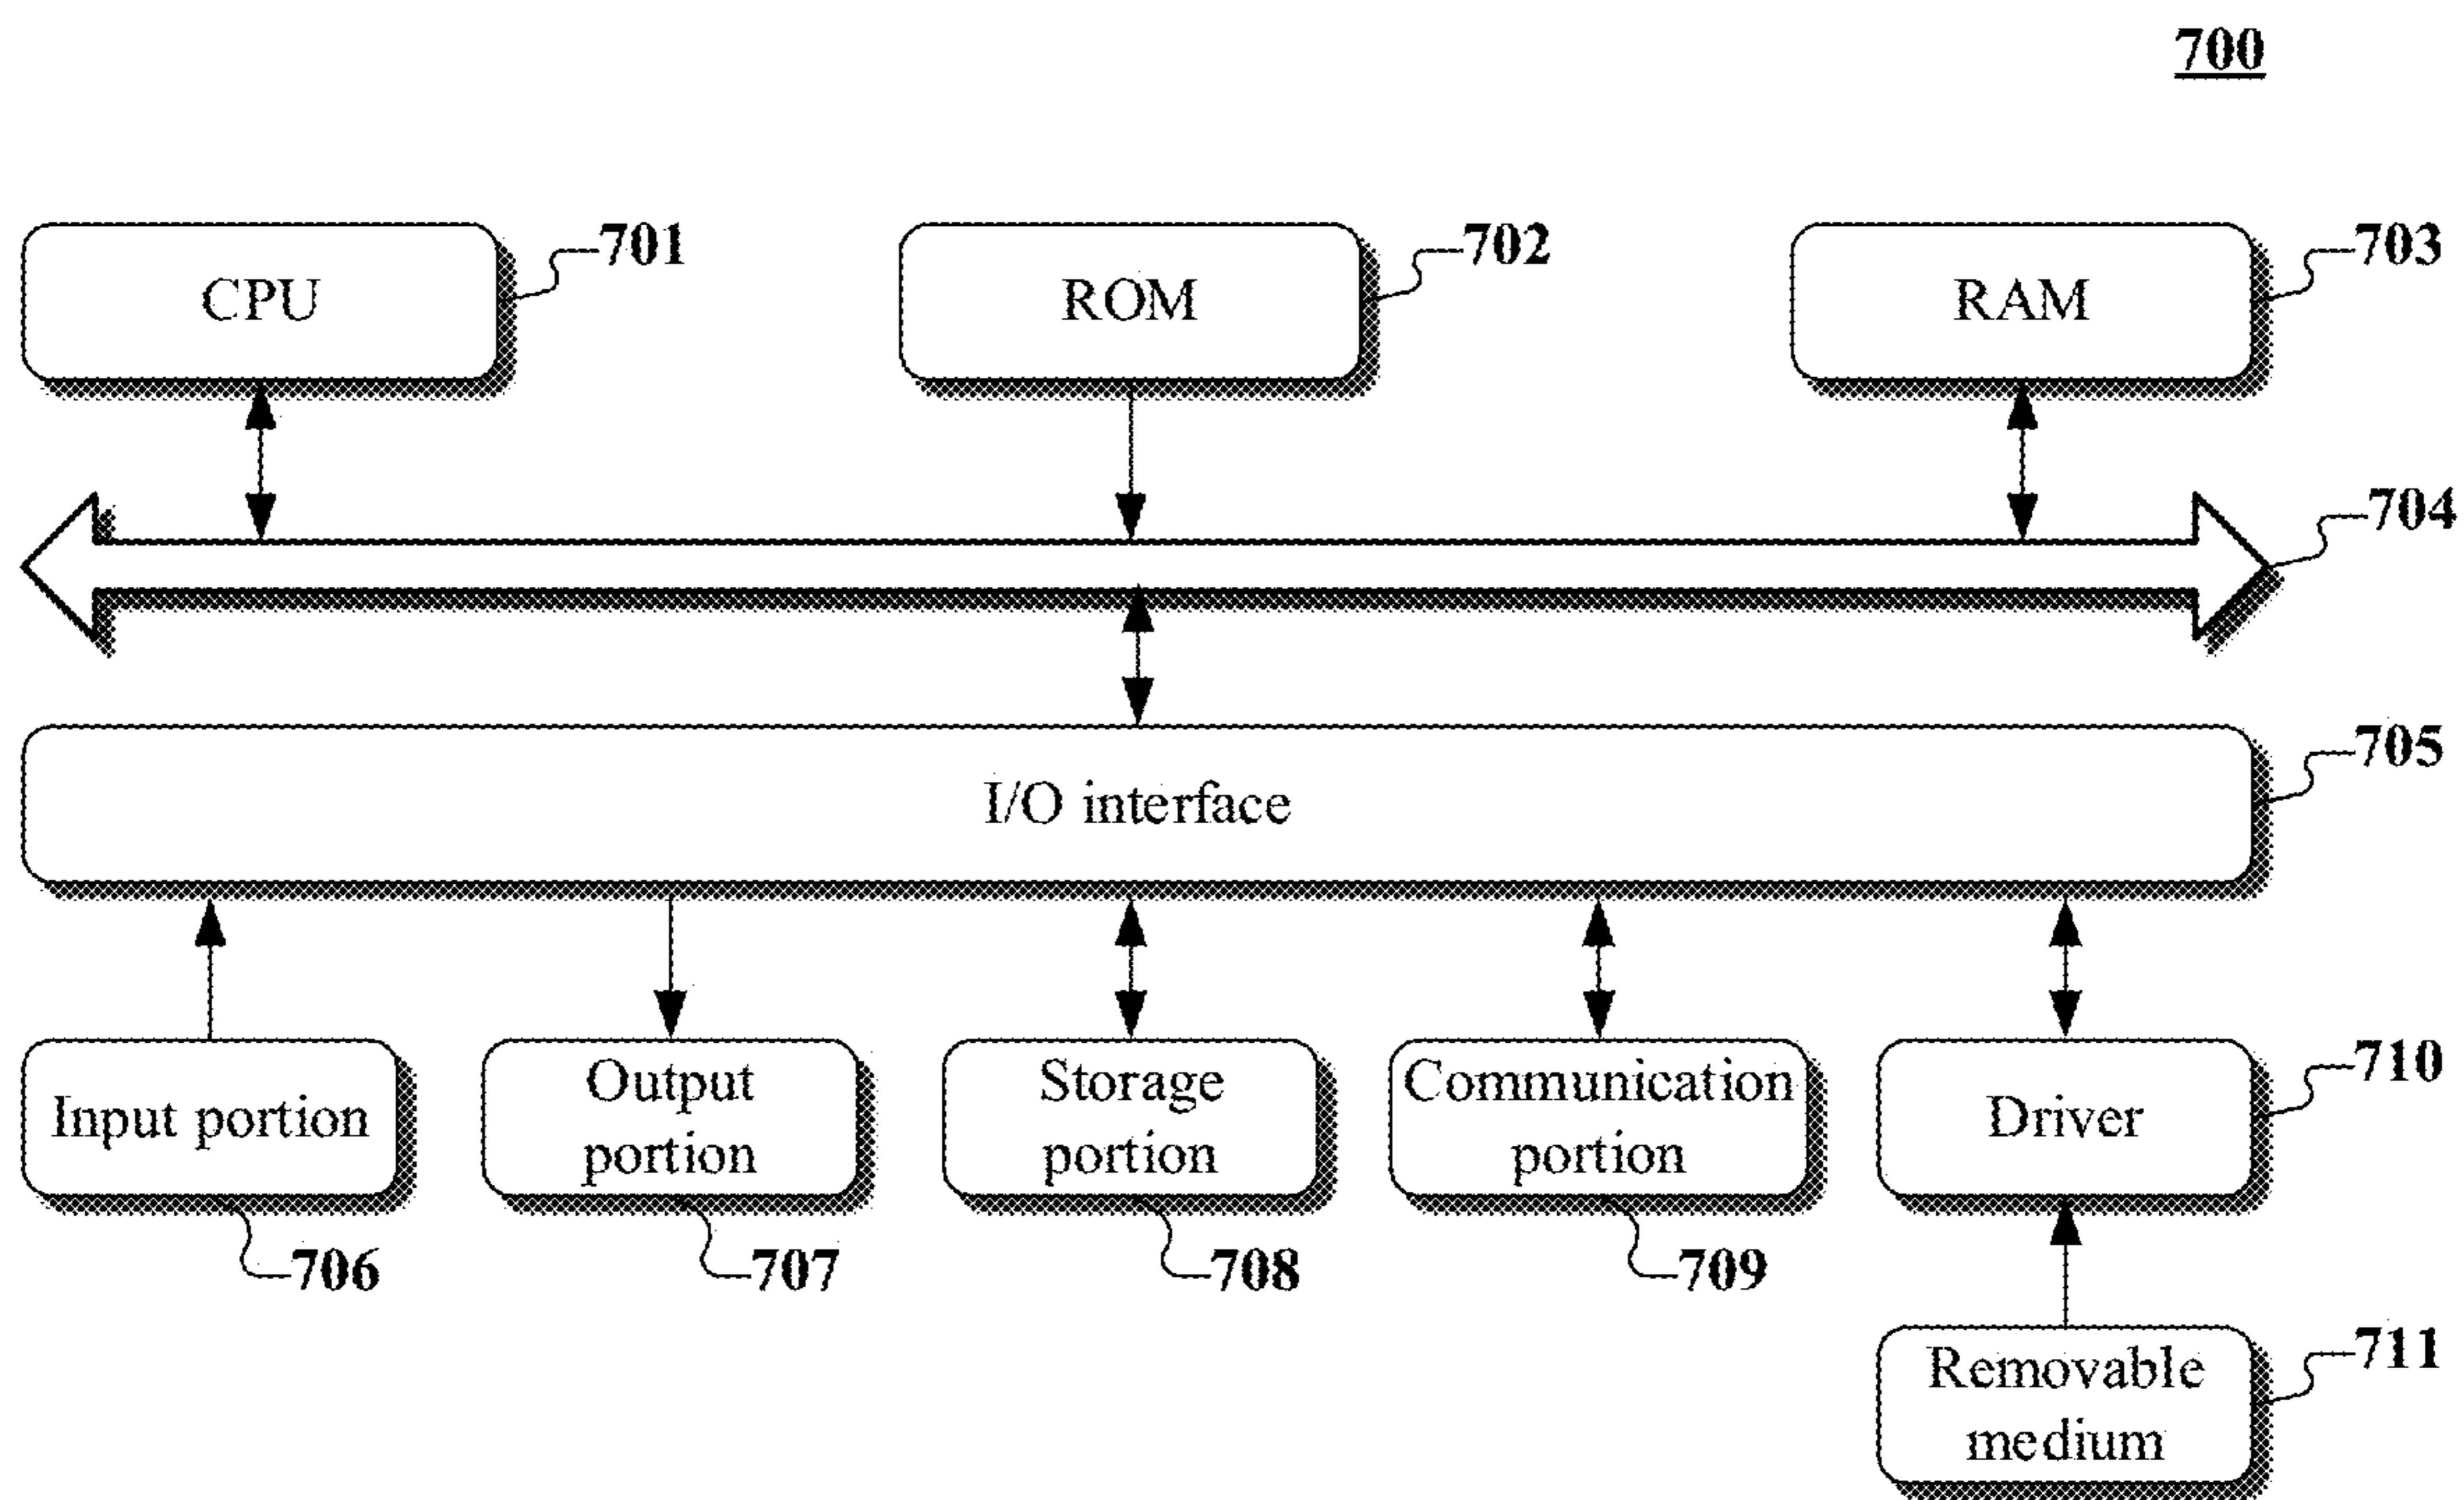 700
CPU
701
ROM
702
RAM
703
704
I/O interface
705
Input portion
706
Output
portion
707
Storage
portion
708
Communication
portion
709
Driver
710
Removable
medium
711